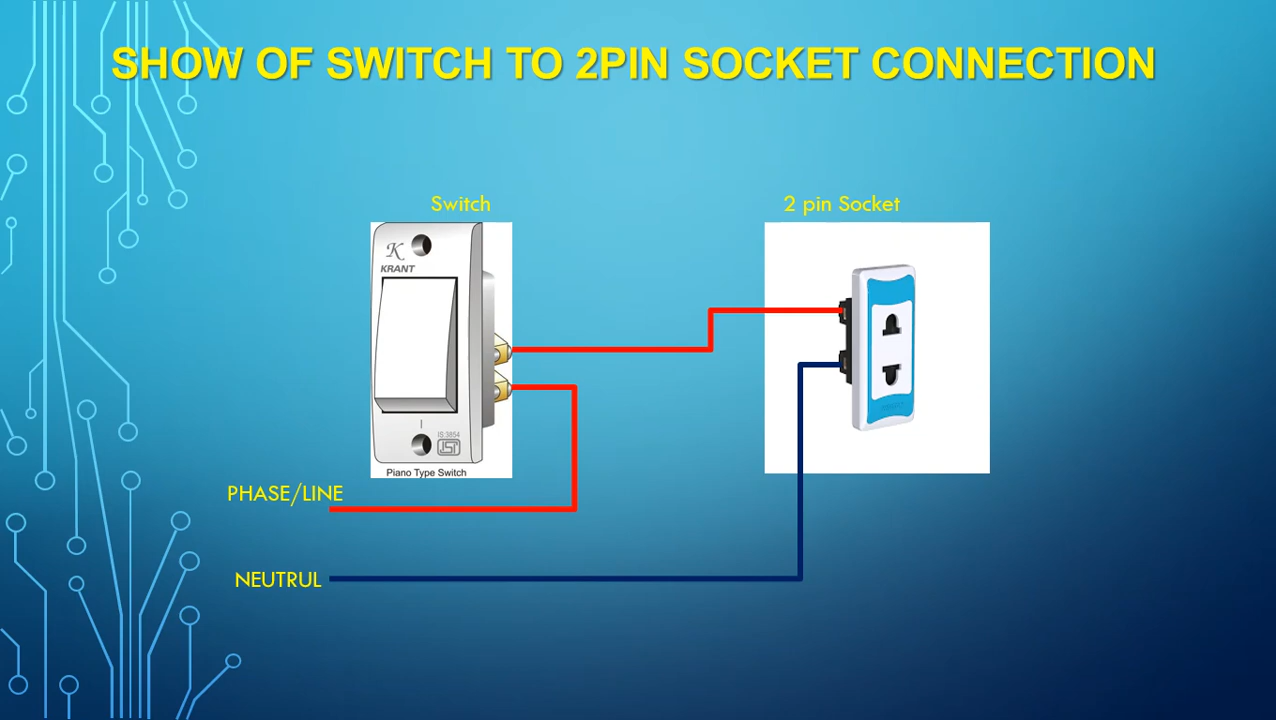 SHOW OF SWITCH TO 2PIN SOCKET CONNECTION
Switch
2 pin Socket
K
KRANT
I
IS:3854
ISI
Piano Type Switch
PHASE/LINE
NEUTRUL